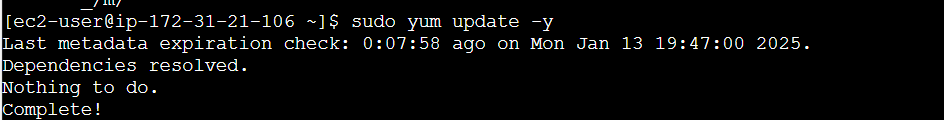 _/m/
[ec2-user@ip-172-31-21-106 ~]$ sudo yum update -y
Last metadata expiration check: 0:07:58 ago on Mon Jan 13 19:47:00 2025.
Dependencies resolved.
Nothing to do.
Complete!